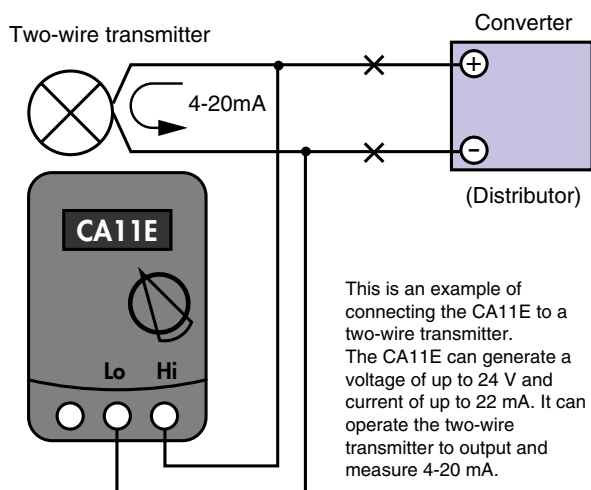 Two-wire transmitter
Converter
4-20mA
+
−
(Distributor)
CA11E
Lo Hi
This is an example of
connecting the CA11E to a
two-wire transmitter.
The CA11E can generate a
voltage of up to 24 V and
current of up to 22 mA. It can
operate the two-wire
transmitter to output and
measure 4-20 mA.